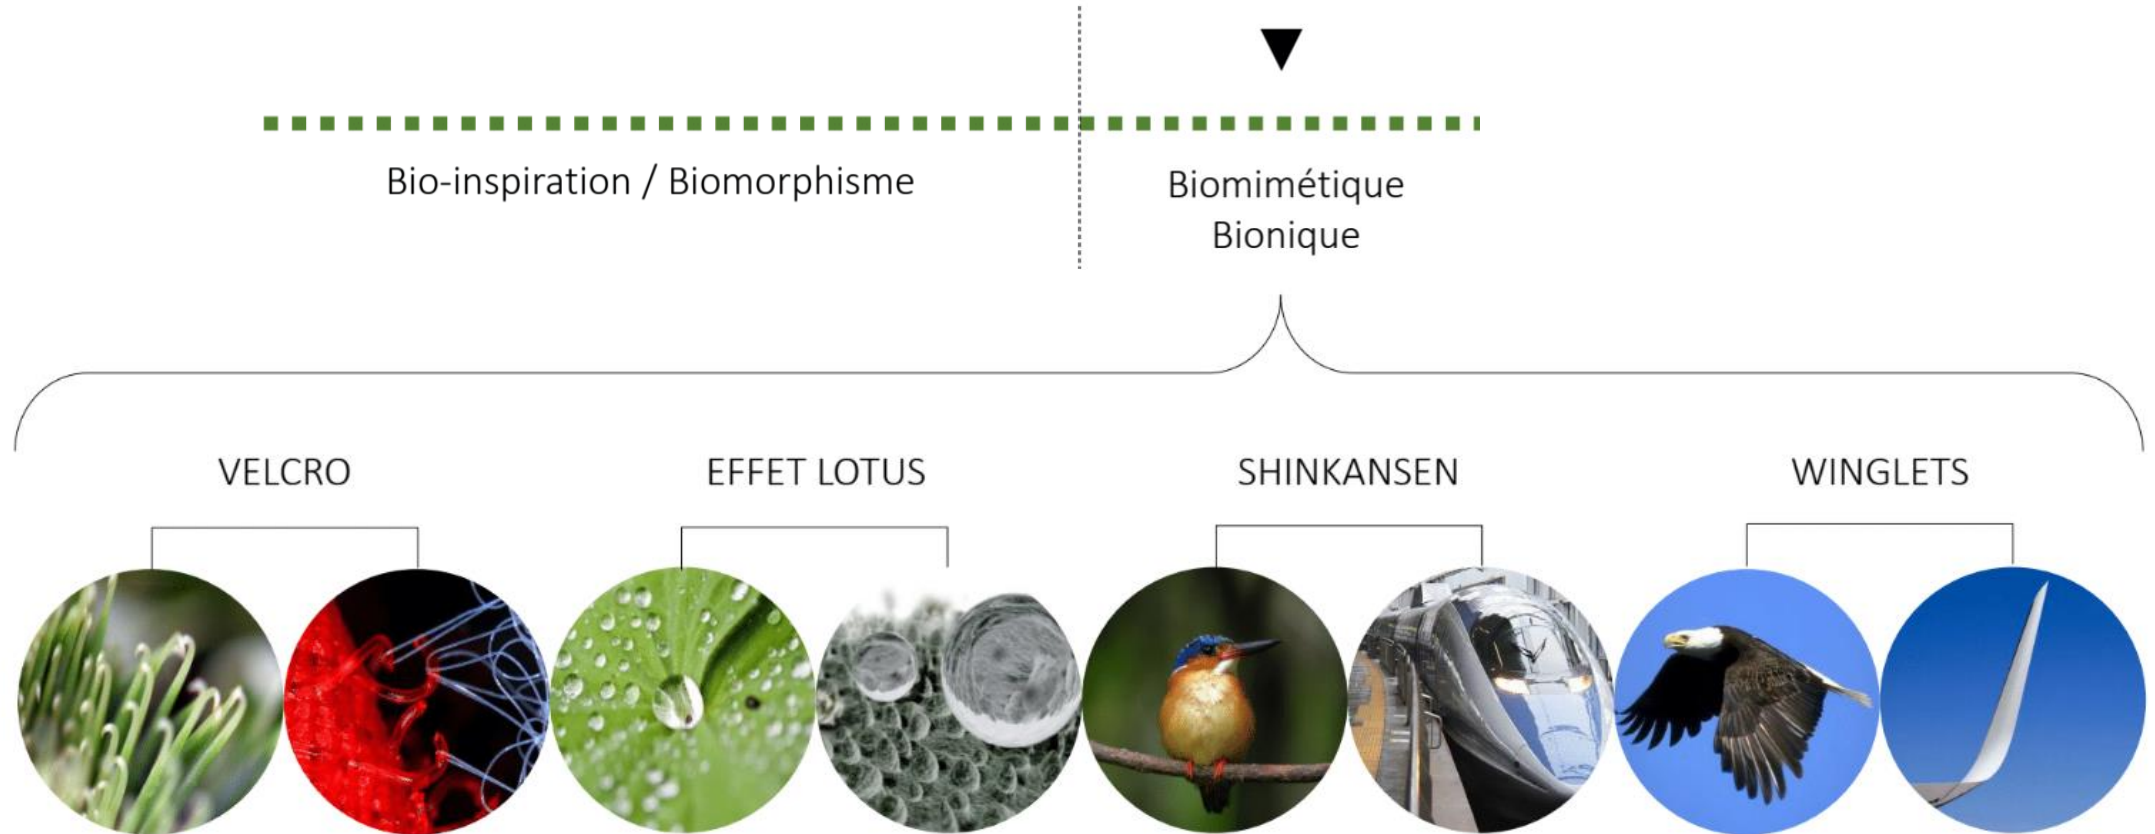 Bio-inspiration / Biomorphisme
Biomimétique
Bionique
VELCRO
EFFET LOTUS
SHINKANSEN
WINGLETS